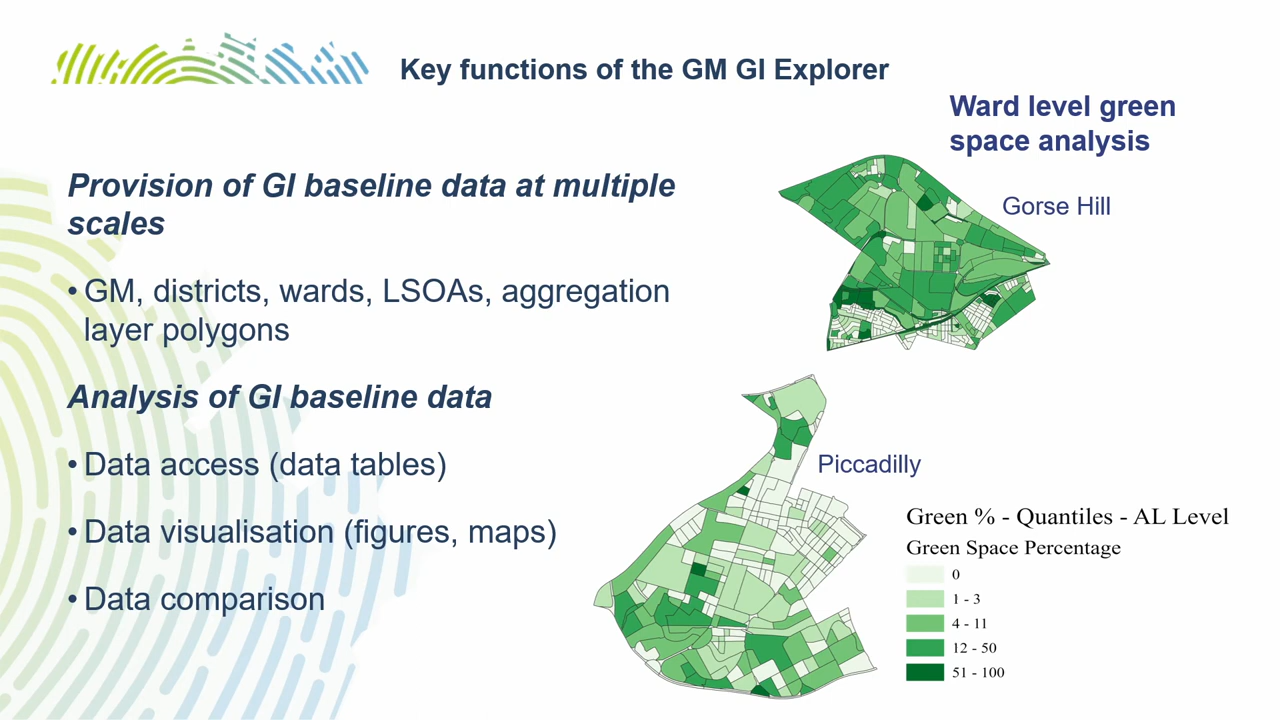 Key functions of the GM GI Explorer
Ward level green
space analysis
Provision of GI baseline data at multiple
scales
• GM, districts, wards, LSOAs, aggregation
layer polygons
Analysis of GI baseline data
• Data access (data tables)
• Data visualisation (figures, maps)
• Data comparison
Gorse Hill
Piccadilly
Green % - Quantiles - AL Level
Green Space Percentage
0
1 - 3
4 - 11
12 - 50
51 - 100